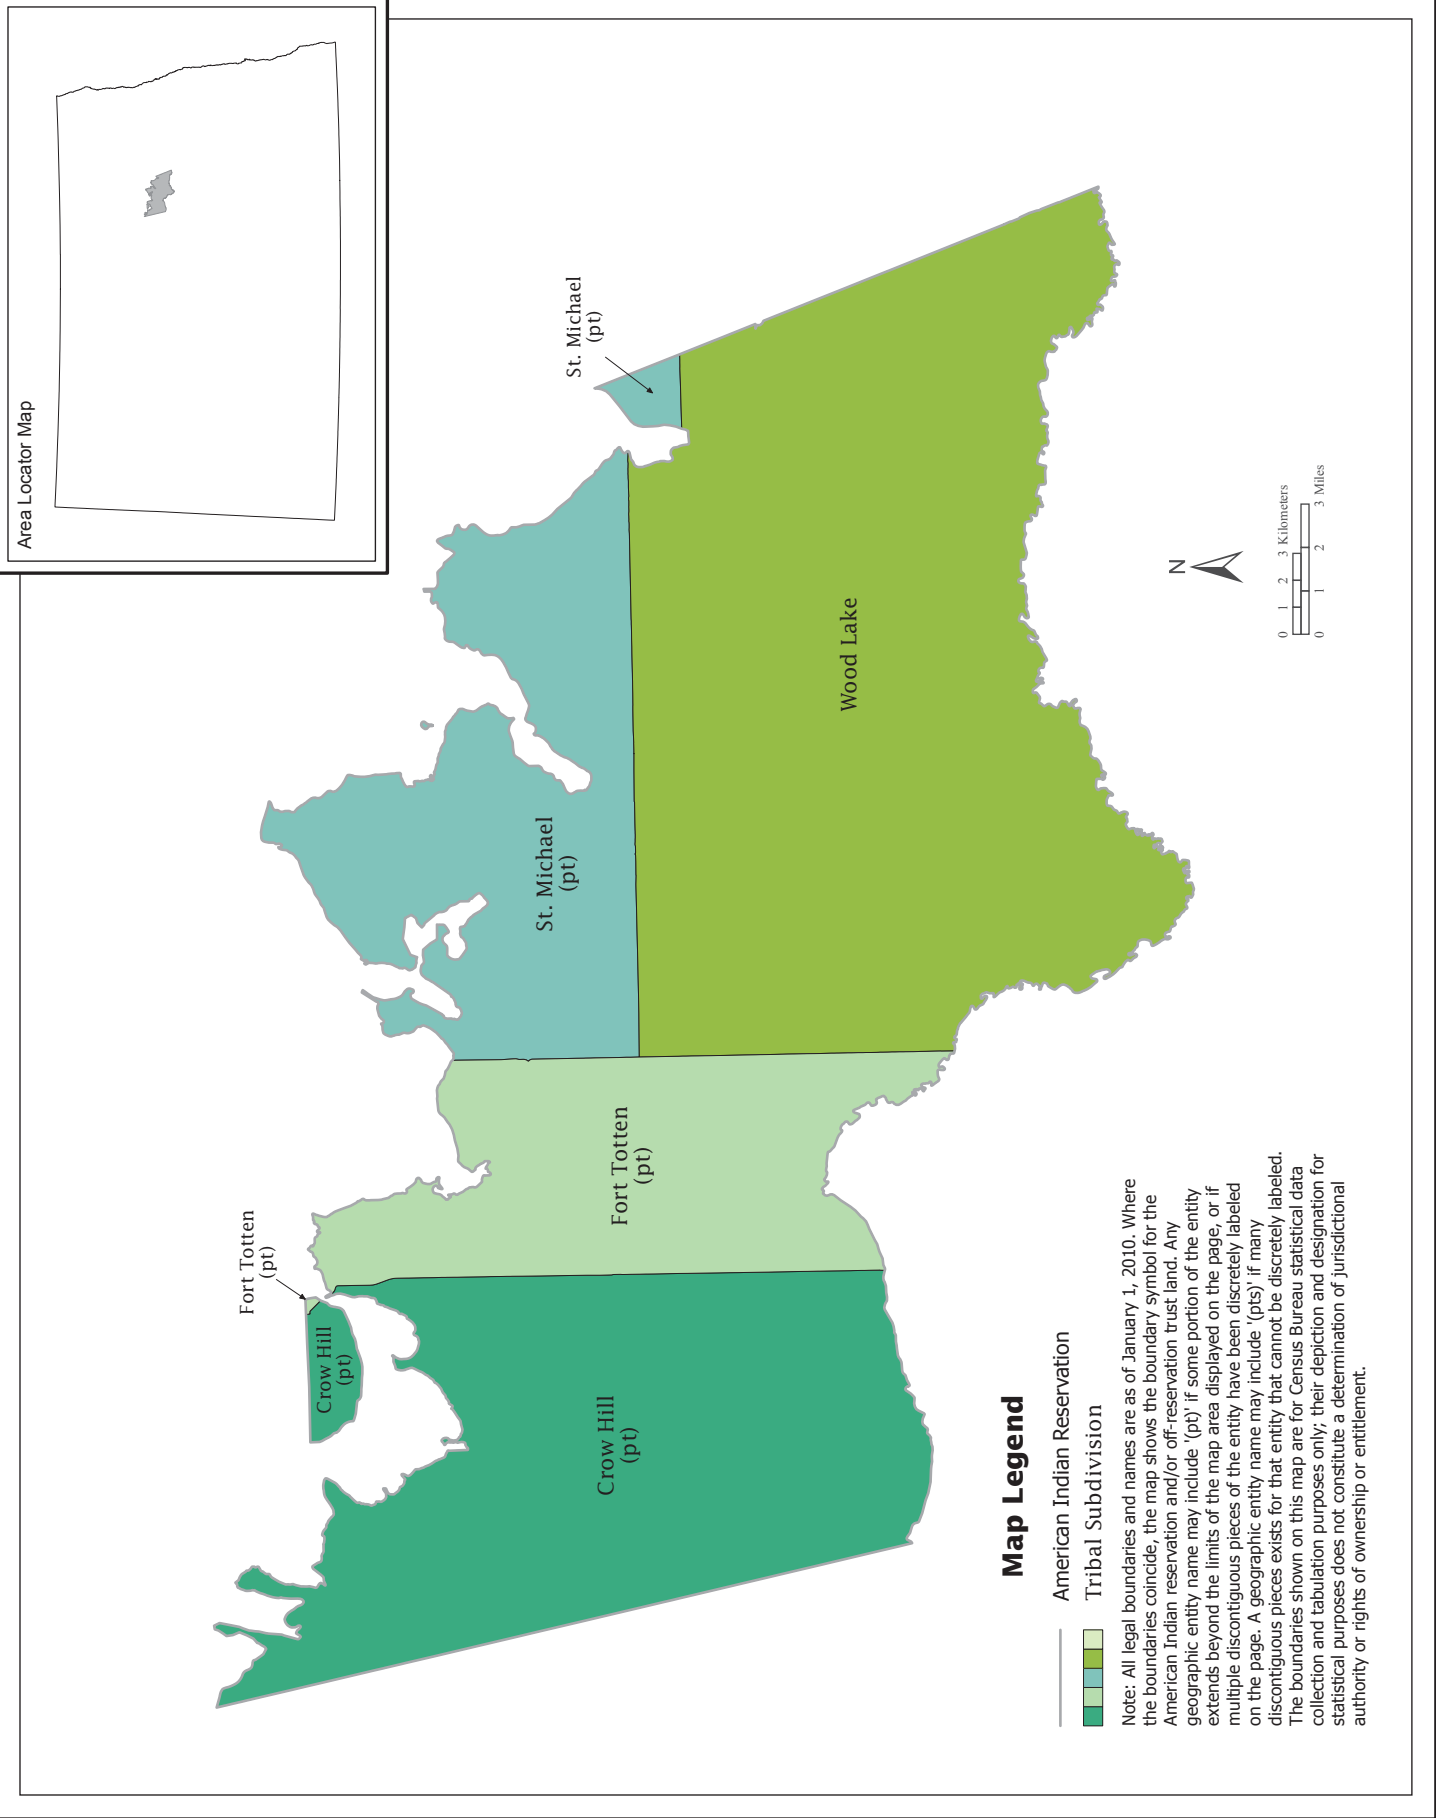 Area Locator Map
Fort Totten
(pt)
Crow Hill
(pt)
St. Michael
(pt)
St. Michael
(pt)
Fort Totten
(pt)
Crow Hill
(pt)
Wood Lake
N
0 1 2 3 Kilometers
0 1 2 3 Miles
Map Legend
American Indian Reservation
Tribal Subdivision
Note: All legal boundaries and names are as of January 1, 2010. Where
the boundaries coincide, the map shows the boundary symbol for the
American Indian reservation and/or off-reservation trust land. Any
geographic entity name may include '(pt)' if some portion of the entity
extends beyond the limits of the map area displayed on the page, or if
multiple discontiguous pieces of the entity have been discretely labeled
on the page. A geographic entity name may include '(pts)' if many
discontiguous pieces exists for that entity that cannot be discretely labeled.
The boundaries shown on this map are for Census Bureau statistical data
collection and tabulation purposes only; their depiction and designation for
statistical purposes does not constitute a determination of jurisdictional
authority or rights of ownership or entitlement.